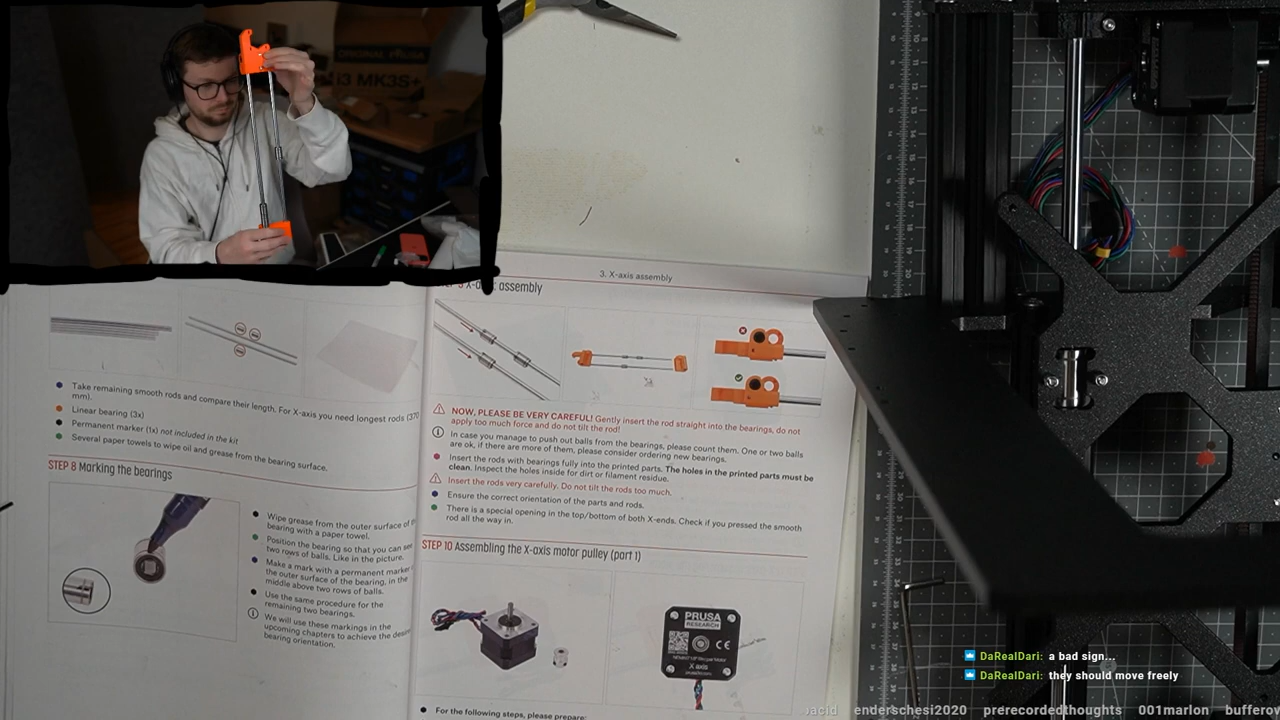 ORIGINAL PRUSA
i3 MK3S+
3. X-axis assembly
assembly
Take remaining smooth rods and compare their length. For X-axis you need longest rods (370
mm).
Linear bearing (3x)
Permanent marker (1x) not included in the kit
Several paper towels to wipe oil and grease from the bearing surface.
STEP 8 Marking the bearings
Wipe grease from the outer surface of
bearing with a paper towel.
Position the bearing so that you can see
two rows of balls. Like in the picture.
Make a mark with a permanent marker
the outer surface of the bearing, in the
middle above two rows of balls.
Use the same procedure for the
remaining two bearings.
We will use these markings in the
upcoming chapters to achieve the
bearing orientation.
NOW, PLEASE BE VERY CAREFUL! Gently insert the rod straight into the bearings, do not
apply too much force and do not tilt the rod!
In case you manage to push out balls from the bearings, please count them. One or two balls
are ok, if there are more of them, please consider ordering new bearings.
Insert the rods with bearings fully into the printed parts. The holes in the printed parts must be
clean. Inspect the holes inside for dirt or filament residue.
Insert the rods very carefully. Do not tilt the rods too much.
Ensure the correct orientation of the parts and rods.
There is a special opening in the top/bottom of both X-ends. Check if you pressed the smooth
rod all the way in.
STEP 10 Assembling the X-axis motor pulley (part 1)
PRUSA
RESEARCH
CE
X axis
For the following steps, please prepare:
DaRealDari: a bad sign...
DaRealDari: they should move freely
acid enderschesi2020 prerecordedthoughts 001marlon bufferov